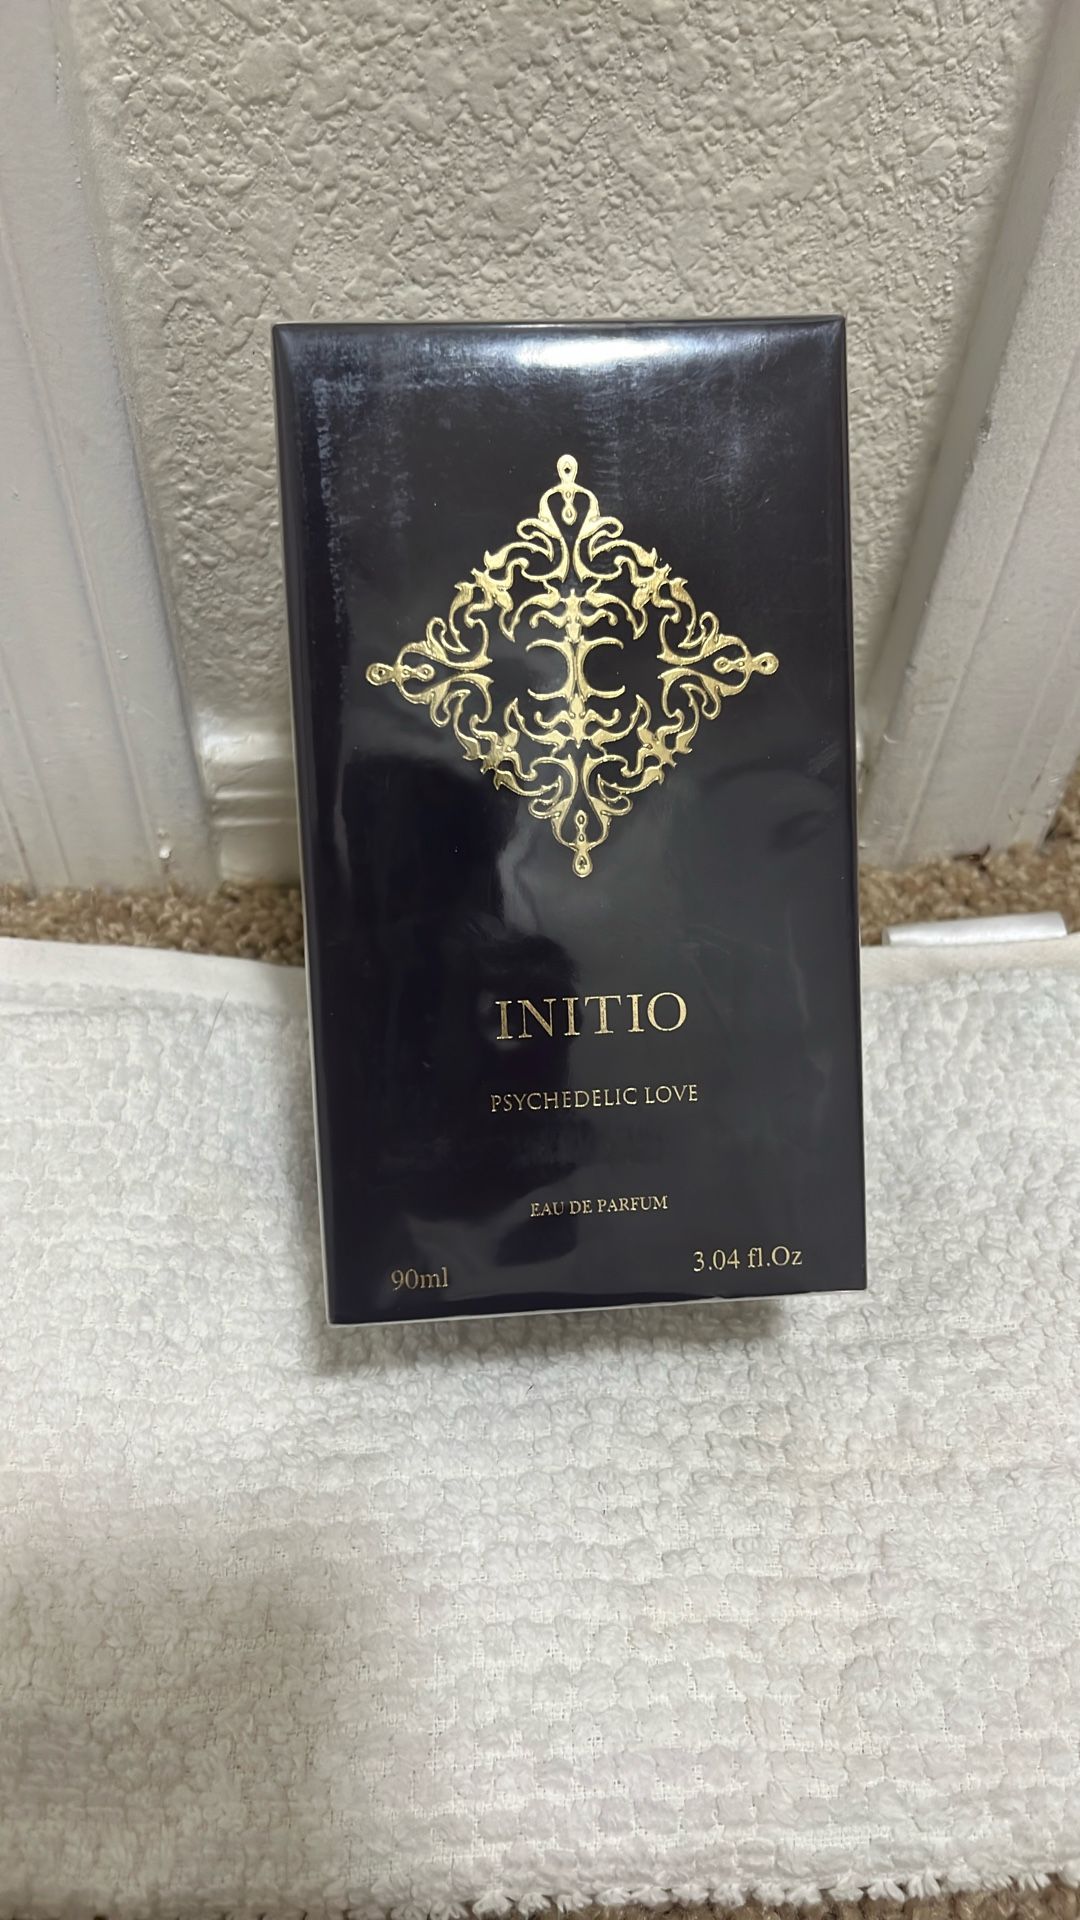 INITIO
PSYCHEDELIC LOVE
EAU DE PARFUM
90ml
3.04 fl.Oz